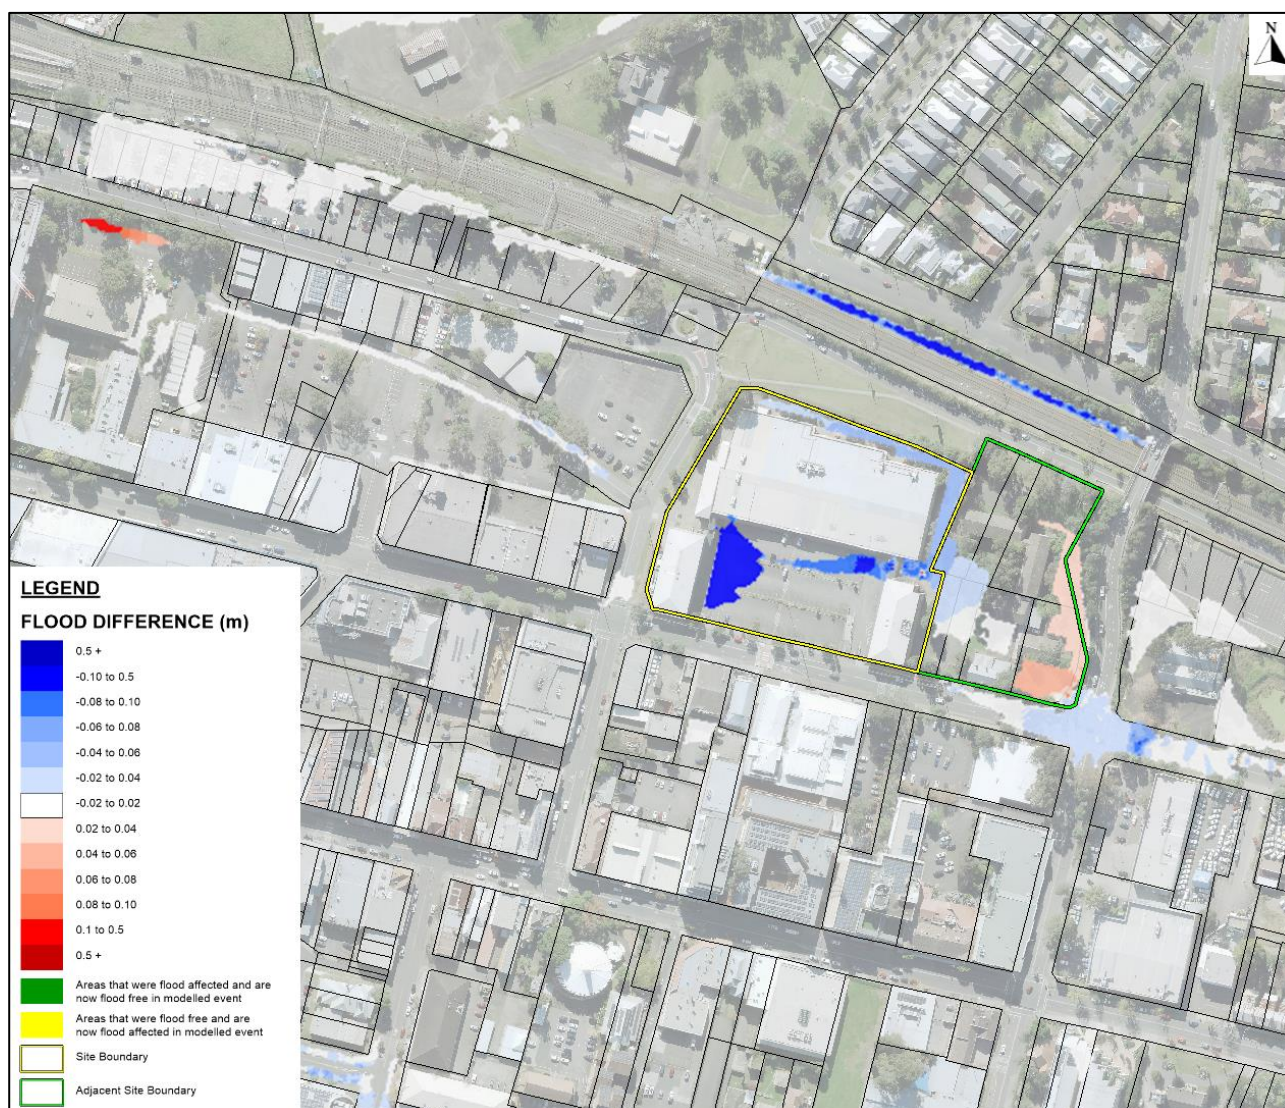 N
LEGEND
FLOOD DIFFERENCE (m)
0.5 +
-0.10 to 0.5
-0.08 to 0.10
-0.06 to 0.08
-0.04 to 0.06
-0.02 to 0.04
-0.02 to 0.02
0.02 to 0.04
0.04 to 0.06
0.06 to 0.08
0.08 to 0.10
0.1 to 0.5
0.5 +
Areas that were flood affected and are
now flood free in modelled event
Areas that were flood free and are
now flood affected in modelled event
Site Boundary
Adjacent Site Boundary